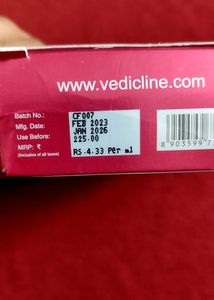 www.vedicline.com
Batch No.: CF007
Mfg. Date: FEB 2023
Use Before: JAN 2026
MRP: ₹ 225.00
(Inclusive of all taxes)
RS.4.33 Per ml
8 903599 7